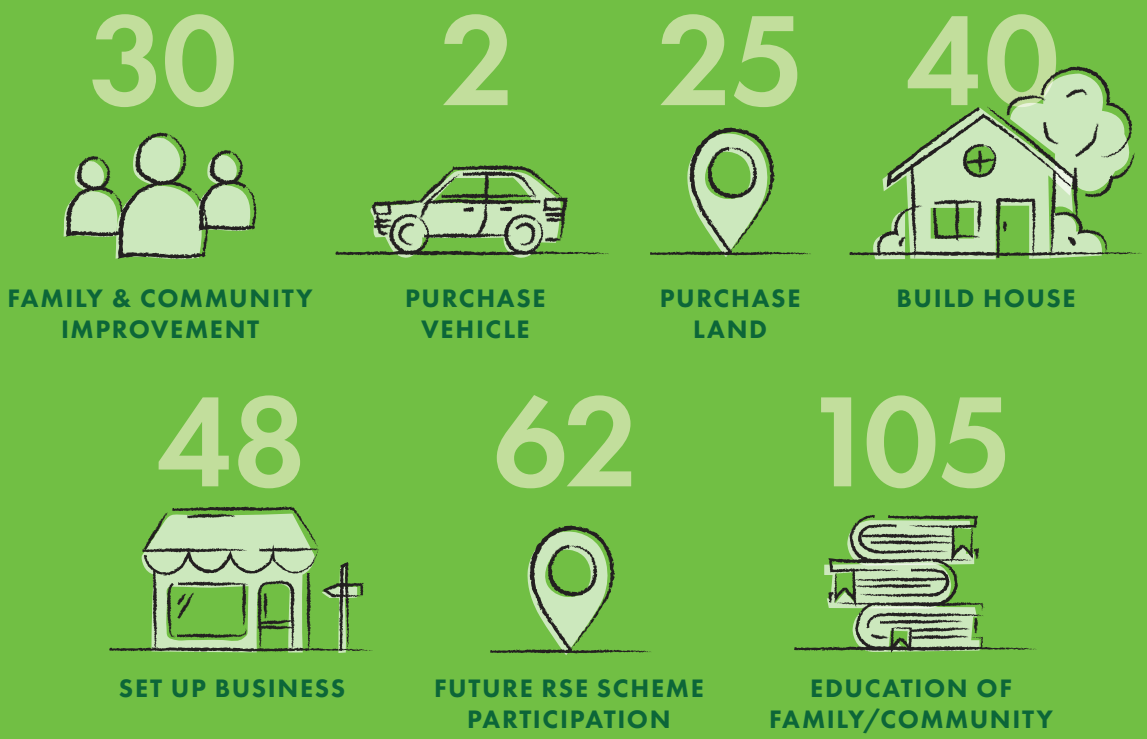 30
2
25
40
FAMILY & COMMUNITY
IMPROVEMENT
PURCHASE
VEHICLE
PURCHASE
LAND
BUILD HOUSE
48
62
105
SET UP BUSINESS
FUTURE RSE SCHEME
PARTICIPATION
EDUCATION OF
FAMILY/COMMUNITY